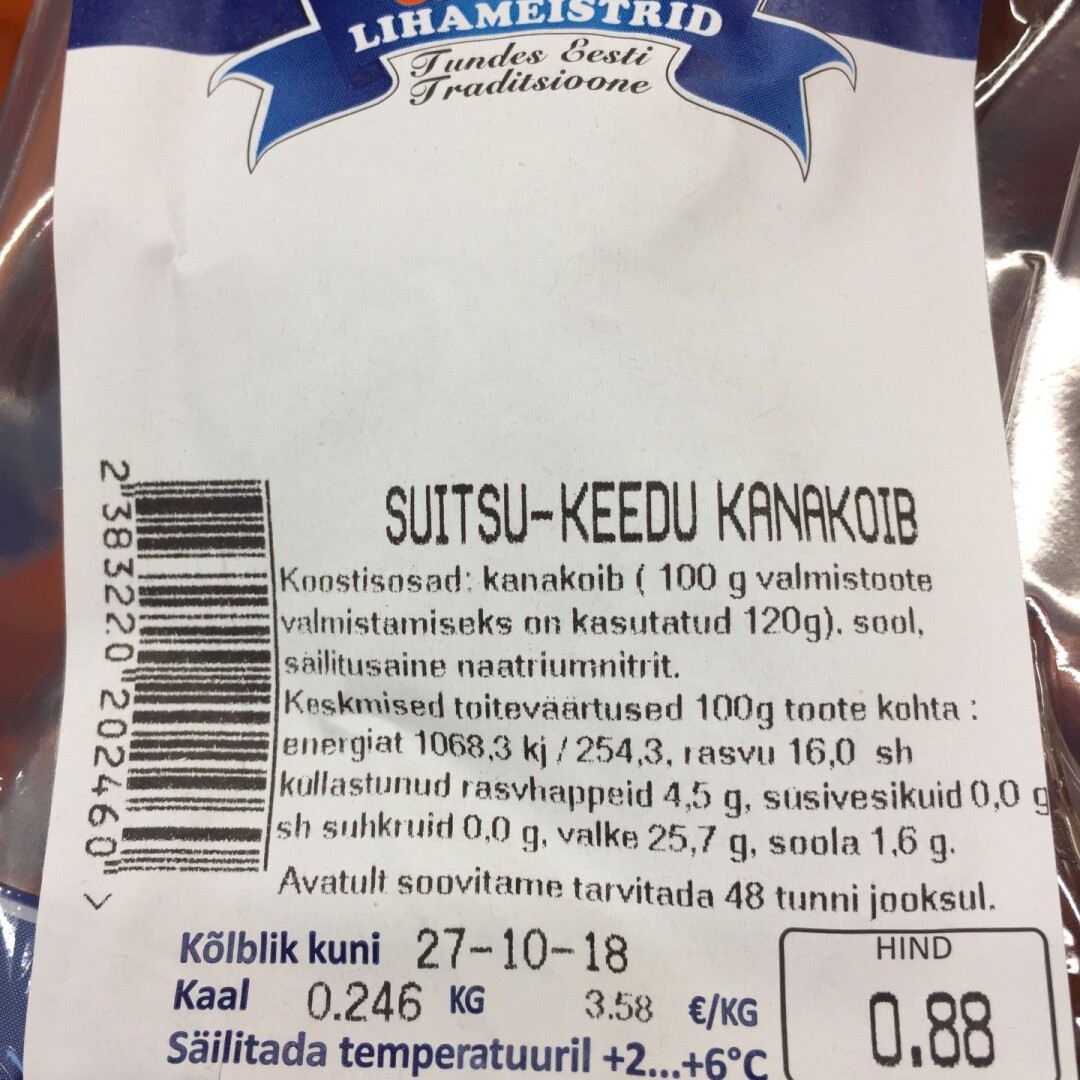 LIHAMEISTRID
Tundes Eesti
Traditsioone
SUITSU-KEEDU KANAKOIB
Koostisosad: kanakoib ( 100 g valmistoote
valmistamiseks on kasutatud 120g). sool,
säilitusaine naatriumnitrit.
Keskmised toiteväärtused 100g toote kohta :
energiat 1068,3 kj / 254,3, rasvu 16,0 sh
küllastunud rasvhappeid 4,5 g, süsivesikuid 0,0 g
sh suhkruid 0,0 g, valke 25,7 g, soola 1,6 g.
Avatult soovitame tarvitada 48 tunni jooksul.
2 383220 202460 >
Kõlblik kuni 27-10-18
Kaal 0.246 KG 3.58 €/KG
Säilitada temperatuuril +2...+6°C
HIND
0.88